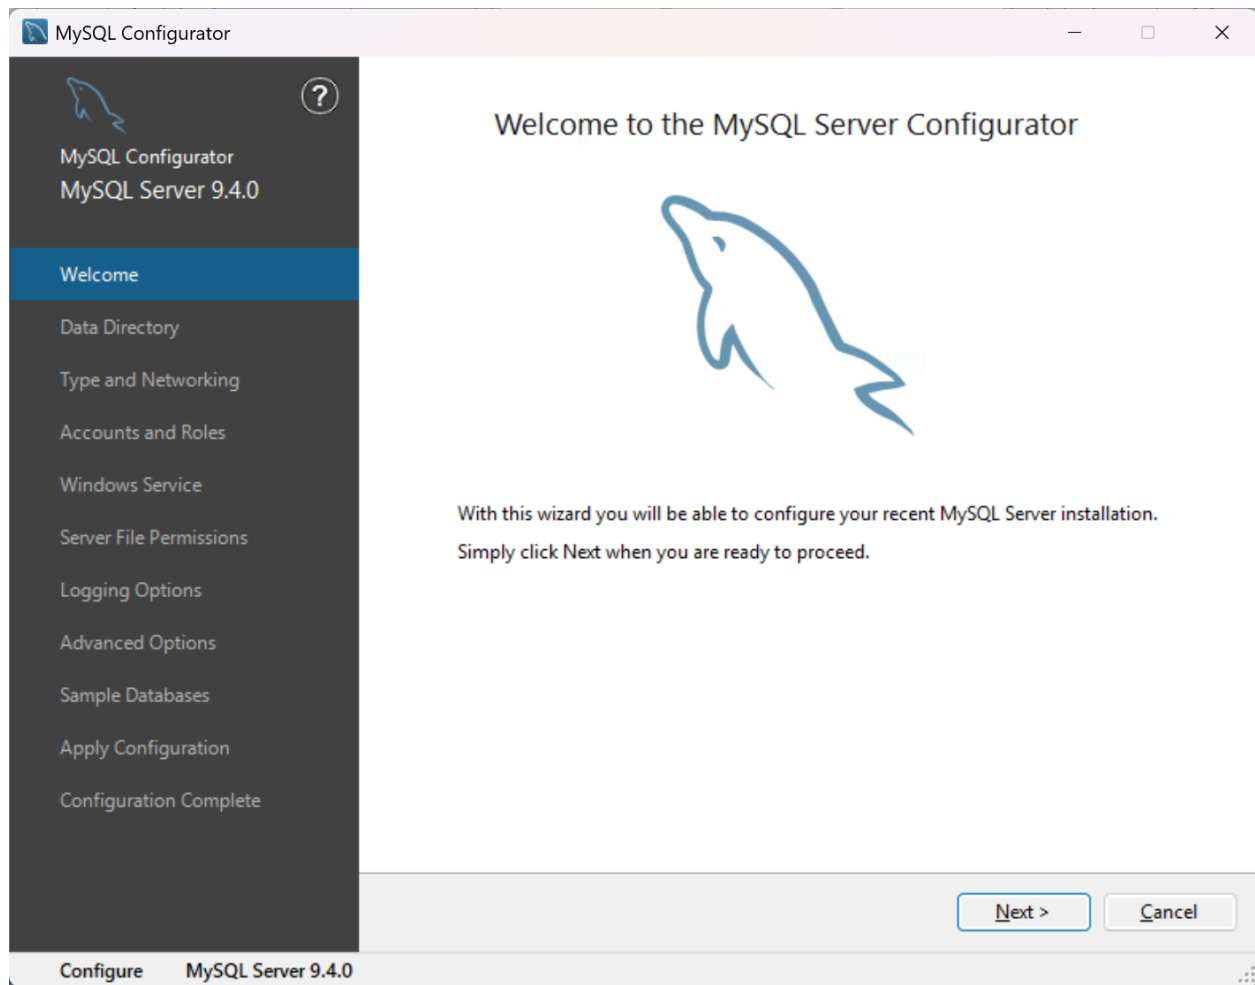 MySQL Configurator
?
MySQL Configurator
MySQL Server 9.4.0
Welcome
Data Directory
Type and Networking
Accounts and Roles
Windows Service
Server File Permissions
Logging Options
Advanced Options
Sample Databases
Apply Configuration
Configuration Complete
Welcome to the MySQL Server Configurator
With this wizard you will be able to configure your recent MySQL Server installation.
Simply click Next when you are ready to proceed.
Next >
Cancel
Configure MySQL Server 9.4.0